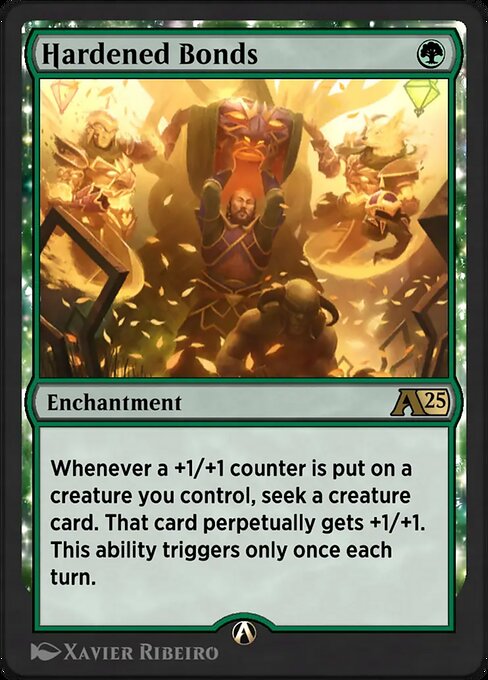 Hardened Bonds
Enchantment
A25
Whenever a +1/+1 counter is put on a
creature you control, seek a creature
card. That card perpetually gets +1/+1.
This ability triggers only once each
turn.
Xavier Ribeiro